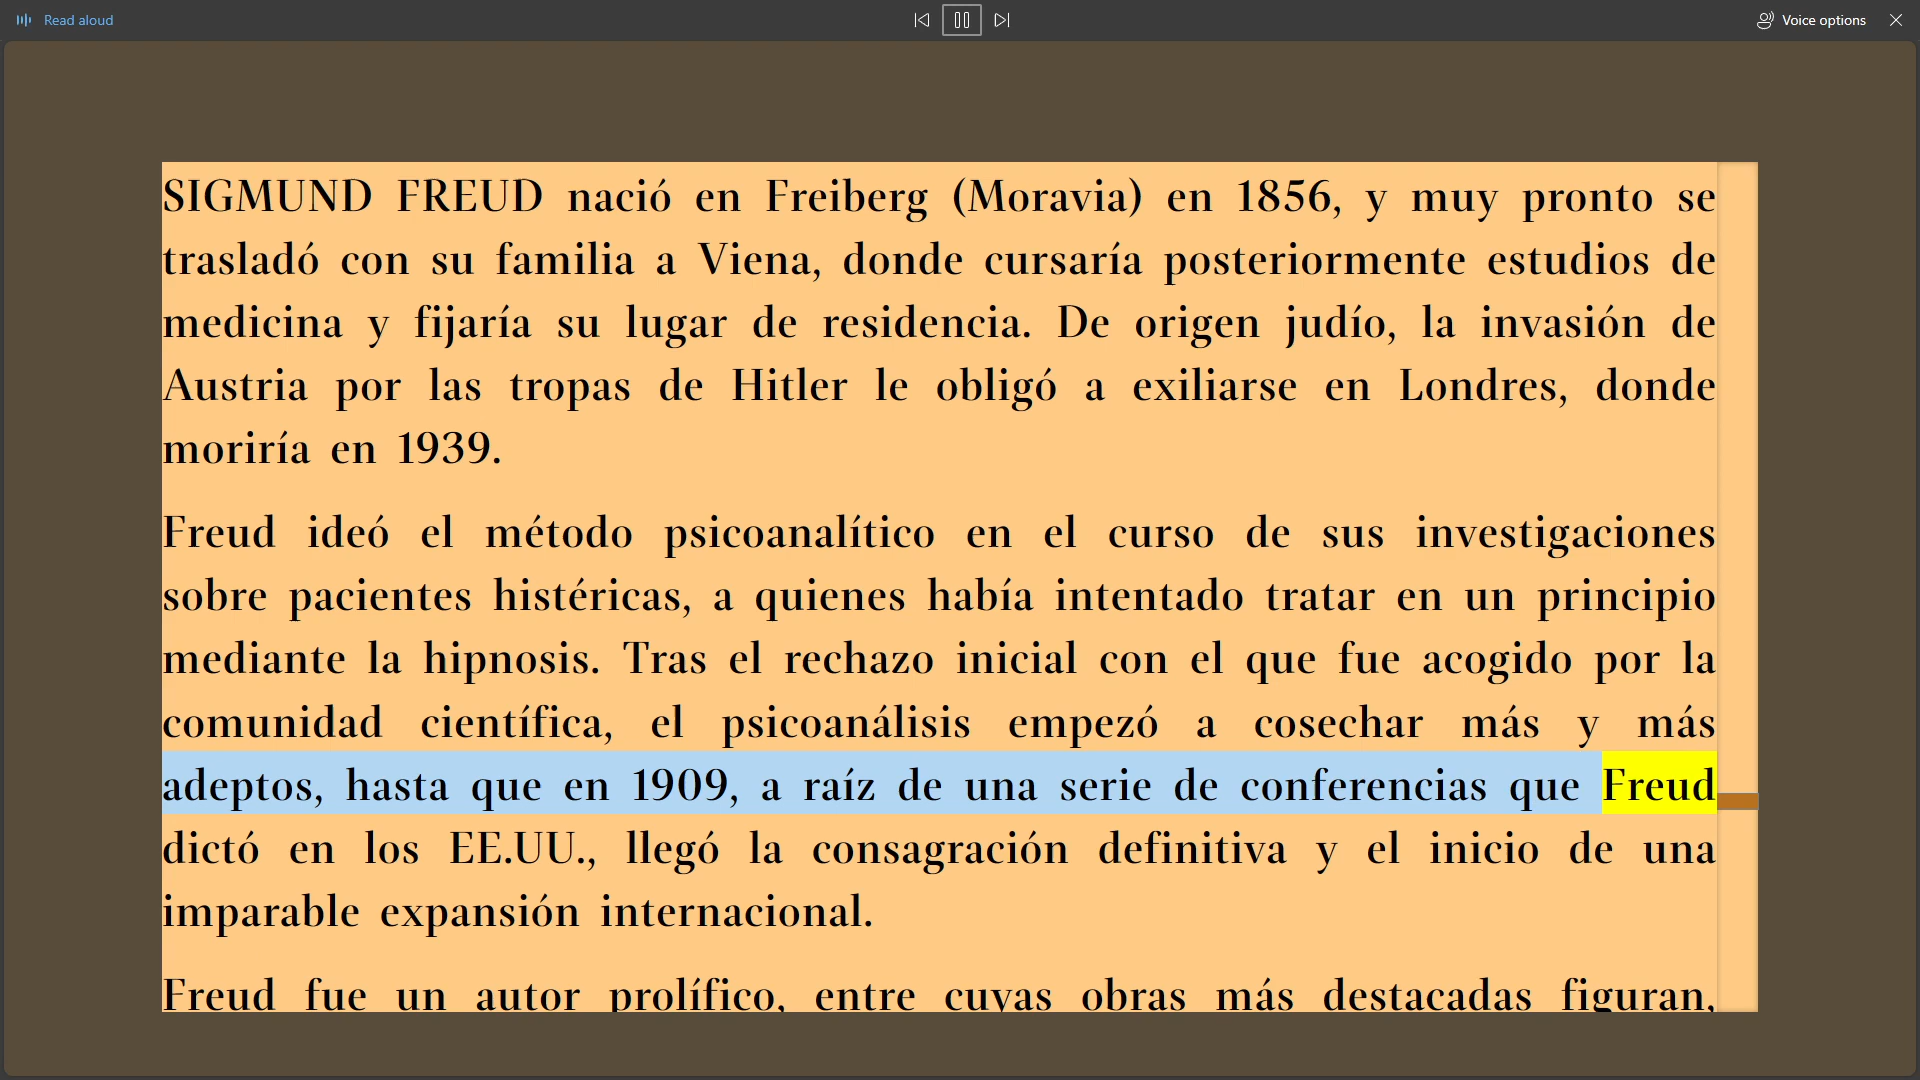 Read aloud
Voice options
SIGMUND FREUD nació en Freiberg (Moravia) en 1856, y muy pronto se
trasladó con su familia a Viena, donde cursaría posteriormente estudios de
medicina y fijaría su lugar de residencia. De origen judío, la invasión de
Austria por las tropas de Hitler le obligó a exiliarse en Londres, donde
moriría en 1939.
Freud ideó el método psicoanalítico en el curso de sus investigaciones
sobre pacientes histéricas, a quienes había intentado tratar en un principio
mediante la hipnosis. Tras el rechazo inicial con el que fue acogido por la
comunidad científica, el psicoanálisis empezó a cosechar más y más
adeptos, hasta que en 1909, a raíz de una serie de conferencias que Freud
dictó en los EE.UU., llegó la consagración definitiva y el inicio de una
imparable expansión internacional.
Freud fue un autor prolífico, entre cuyas obras más destacadas figuran,